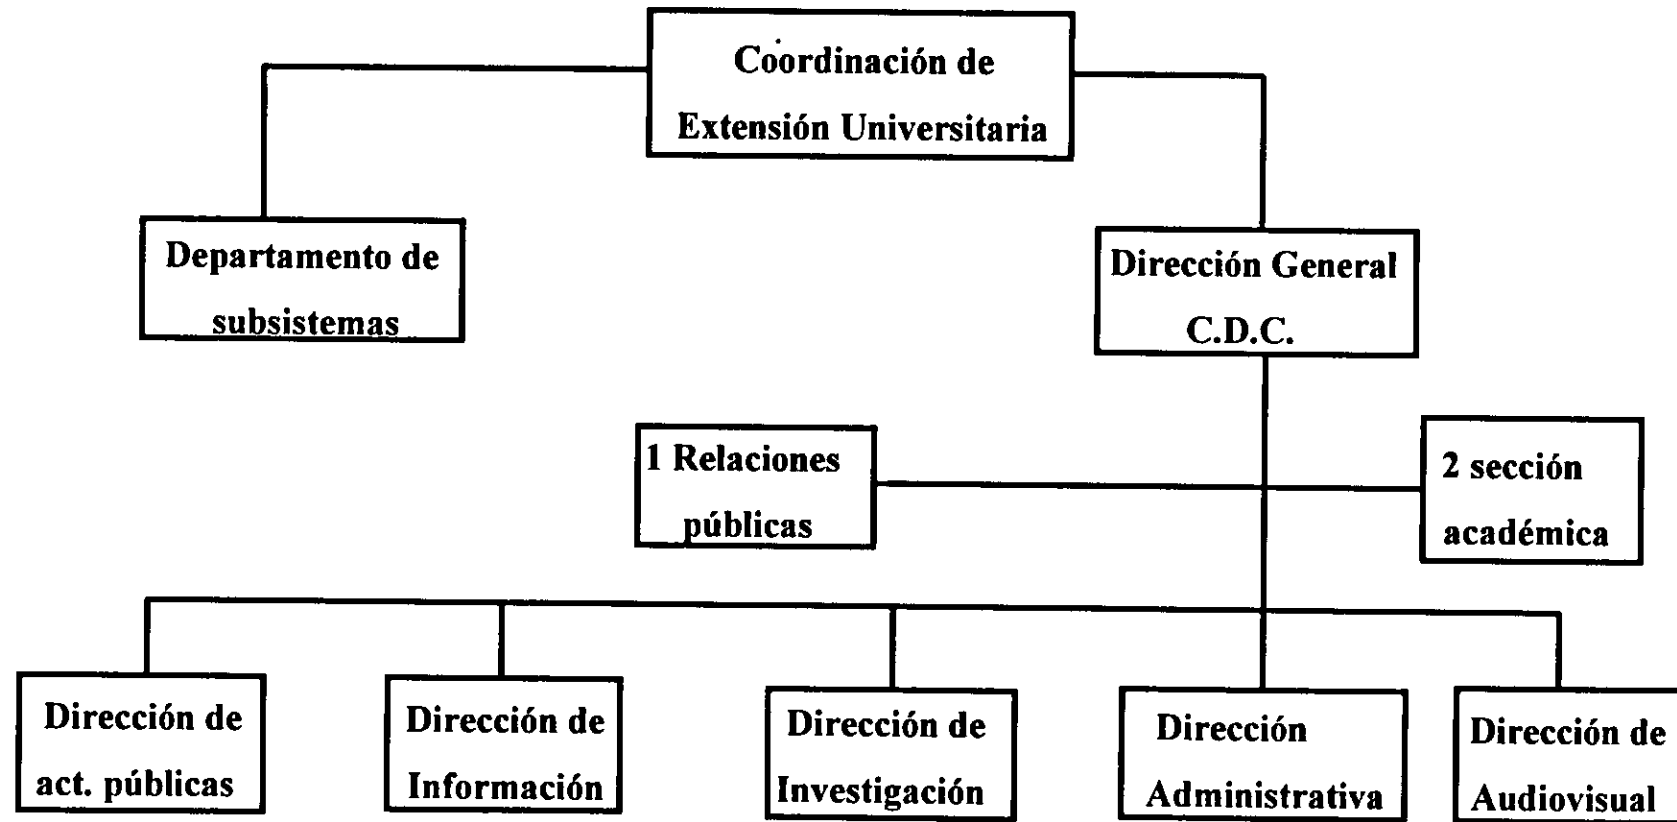 Coordinación de
Extensión Universitaria
Departamento de
subsistemas
Dirección General
C.D.C.
1 Relaciones
públicas
2 sección
académica
Dirección de
act. públicas
Dirección de
Información
Dirección de
Investigación
Dirección
Administrativa
Dirección de
Audiovisual